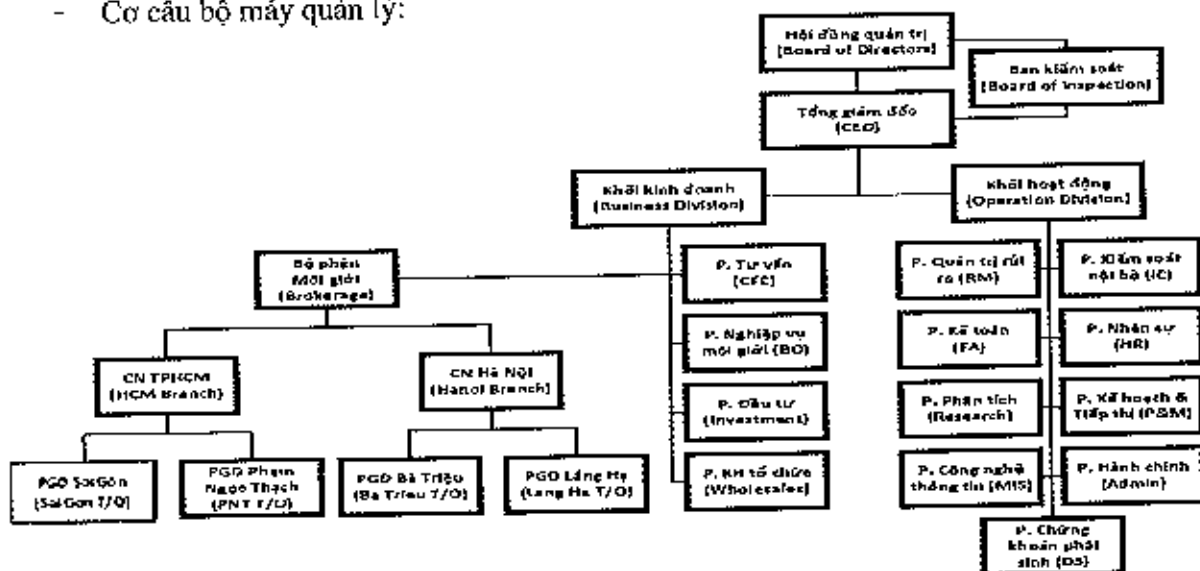 - Cơ cấu bộ máy quản lý:
Hội đồng quản trị
(Board of Directors)
Ban kiểm soát
(Board of Inspection)
Tổng giám đốc
(CEO)
Khối kinh doanh
(Business Division)
Khối hoạt động
(Operation Division)
Bộ phận
Môi giới
(Brokerage)
P. Tư vấn
(CFC)
P. Quản trị rủi
ro (RM)
P. Kiểm soát
nội bộ (IC)
P. Nghiệp vụ
môi giới (BO)
P. Kế toán
(FA)
P. Nhân sự
(HR)
CN TPHCM
(HCM Branch)
CN Hà Nội
(Hanoi Branch)
P. Đầu tư
(Investment)
P. Phân tích
(Research)
P. Kế hoạch &
Tiếp thị (P&M)
PGD SaiGon
(SaiGon T/O)
PGD Phạm
Ngọc Thạch
(PNT T/O)
PGD Bà Triệu
(Ba Trieu T/O)
PGD Láng Hạ
(Lang Ha T/O)
P. KH tổ chức
(Wholesales)
P. Công nghệ
thông tin (MIS)
P. Hành chính
(Admin)
P. Chứng
khoán phái
sinh (DS)